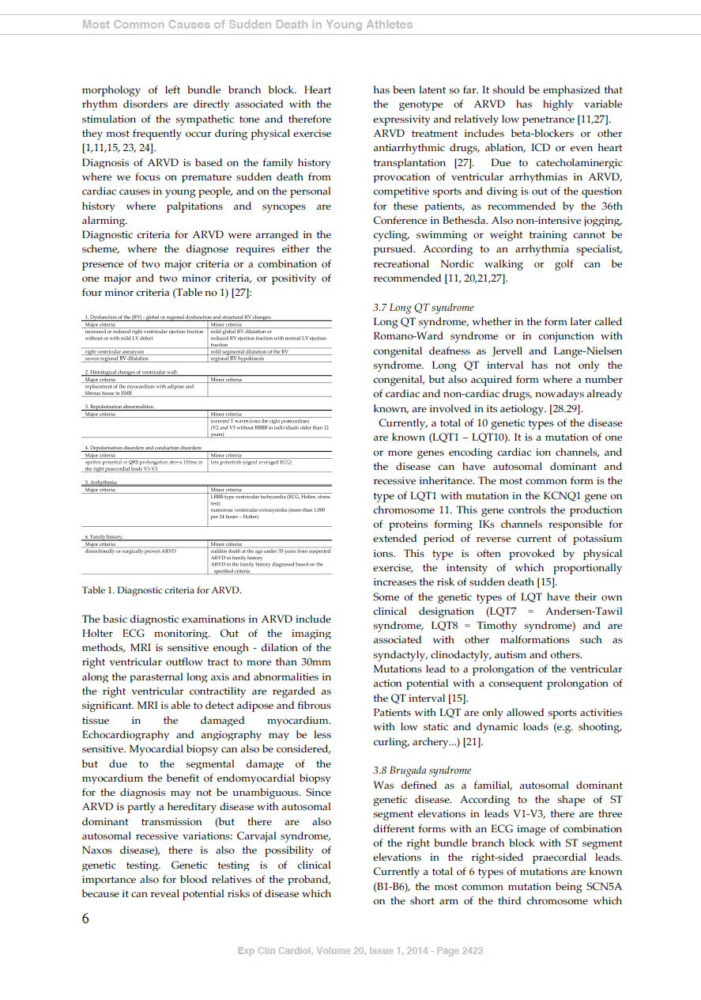 Most Common Causes of Sudden Death in Young Athletes
morphology of left bundle branch block. Heart
rhythm disorders are directly associated with the
stimulation of the sympathetic tone and therefore
they most frequently occur during physical exercise
[1,11,15, 23, 24].
Diagnosis of ARVD is based on the family history
where we focus on premature sudden death from
cardiac causes in young people, and on the personal
history where palpitations and syncopes are
alarming.
Diagnostic criteria for ARVD were arranged in the
scheme, where the diagnose requires either the
presence of two major criteria or a combination of
one major and two minor criteria, or positivity of
four minor criteria (Table no 1) [27]:
1. Dysfunction of the (RV) - global or regional dysfunction and structural RV changes:
Major criteria: Minor criteria:
increased or reduced right ventricular ejection fraction mild global RV dilatation or
without or with mild LV defect reduced RV ejection fraction with normal LV ejection
fraction
right ventricular aneurysm mild segmental dilatation of the RV
severe regional RV dilatation regional RV hypokinesis
2. Histological changes of ventricular wall:
Major criteria: Minor criteria:
replacement of the myocardium with adipose and
fibrous tissue in EMB
3. Repolarisation abnormalities:
Major criteria: Minor criteria:
inverted T waves from the right praecordium
(V2 and V3 without RBBB in individuals older than 12
years)
4. Depolarisation disorders and conduction disorders:
Major criteria: Minor criteria:
epsilon potential or QRS prolongation above 110ms in late potentials (signal averaged ECG)
the right praecordial leads V1-V3
5. Arrhythmia:
Major criteria: Minor criteria:
LBBB-type ventricular tachycardia (ECG, Holter, stress
test)
numerous ventricular extrasystoles (more than 1,000
per 24 hours – Holter)
6. Family history:
Major criteria: Minor criteria:
dissectionally or surgically proven ARVD sudden death at the age under 35 years from suspected
ARVD in family history
ARVD in the family history diagnosed based on the
specified criteria
Table 1. Diagnostic criteria for ARVD.
The basic diagnostic examinations in ARVD include
Holter ECG monitoring. Out of the imaging
methods, MRI is sensitive enough - dilation of the
right ventricular outflow tract to more than 30mm
along the parasternal long axis and abnormalities in
the right ventricular contractility are regarded as
significant. MRI is able to detect adipose and fibrous
tissue in the damaged myocardium.
Echocardiography and angiography may be less
sensitive. Myocardial biopsy can also be considered,
but due to the segmental damage of the
myocardium the benefit of endomyocardial biopsy
for the diagnosis may not be unambiguous. Since
ARVD is partly a hereditary disease with autosomal
dominant transmission (but there are also
autosomal recessive variations: Carvajal syndrome,
Naxos disease), there is also the possibility of
genetic testing. Genetic testing is of clinical
importance also for blood relatives of the proband,
because it can reveal potential risks of disease which
has been latent so far. It should be emphasized that
the genotype of ARVD has highly variable
expressivity and relatively low penetrance [11,27].
ARVD treatment includes beta-blockers or other
antiarrhythmic drugs, ablation, ICD or even heart
transplantation [27]. Due to catecholaminergic
provocation of ventricular arrhythmias in ARVD,
competitive sports and diving is out of the question
for these patients, as recommended by the 36th
Conference in Bethesda. Also non-intensive jogging,
cycling, swimming or weight training cannot be
pursued. According to an arrhythmia specialist,
recreational Nordic walking or golf can be
recommended [11, 20,21,27].
3.7 Long QT syndrome
Long QT syndrome, whether in the form later called
Romano-Ward syndrome or in conjunction with
congenital deafness as Jervell and Lange-Nielsen
syndrome. Long QT interval has not only the
congenital, but also acquired form where a number
of cardiac and non-cardiac drugs, nowadays already
known, are involved in its aetiology. [28.29].
Currently, a total of 10 genetic types of the disease
are known (LQT1 – LQT10). It is a mutation of one
or more genes encoding cardiac ion channels, and
the disease can have autosomal dominant and
recessive inheritance. The most common form is the
type of LQT1 with mutation in the KCNQ1 gene on
chromosome 11. This gene controls the production
of proteins forming IKs channels responsible for
extended period of reverse current of potassium
ions. This type is often provoked by physical
exercise, the intensity of which proportionally
increases the risk of sudden death [15].
Some of the genetic types of LQT have their own
clinical designation (LQT7 = Andersen-Tawil
syndrome, LQT8 = Timothy syndrome) and are
associated with other malformations such as
syndactyly, clinodactyly, autism and others.
Mutations lead to a prolongation of the ventricular
action potential with a consequent prolongation of
the QT interval [15].
Patients with LQT are only allowed sports activities
with low static and dynamic loads (e.g. shooting,
curling, archery...) [21].
3.8 Brugada syndrome
Was defined as a familial, autosomal dominant
genetic disease. According to the shape of ST
segment elevations in leads V1-V3, there are three
different forms with an ECG image of combination
of the right bundle branch block with ST segment
elevations in the right-sided praecordial leads.
Currently a total of 6 types of mutations are known
(B1-B6), the most common mutation being SCN5A
on the short arm of the third chromosome which
6
Exp Clin Cardiol, Volume 20, Issue 1, 2014 - Page 2423